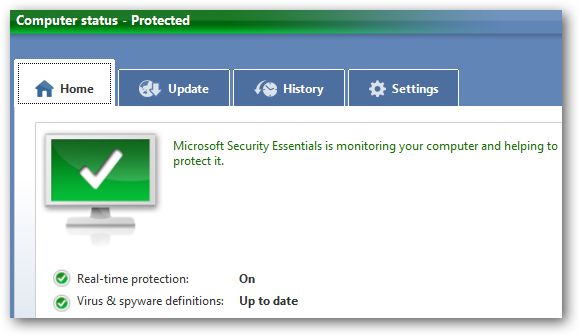 Computer status - Protected
Home Update History Settings
Microsoft Security Essentials is monitoring your computer and helping to
protect it.
Real-time protection: On
Virus & spyware definitions: Up to date